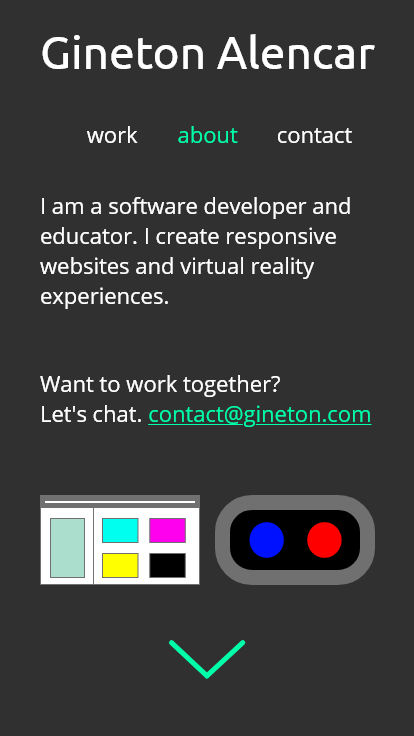 Gineton Alencar
work about contact
I am a software developer and
educator. I create responsive
websites and virtual reality
experiences.
Want to work together?
Let's chat. contact@gineton.com